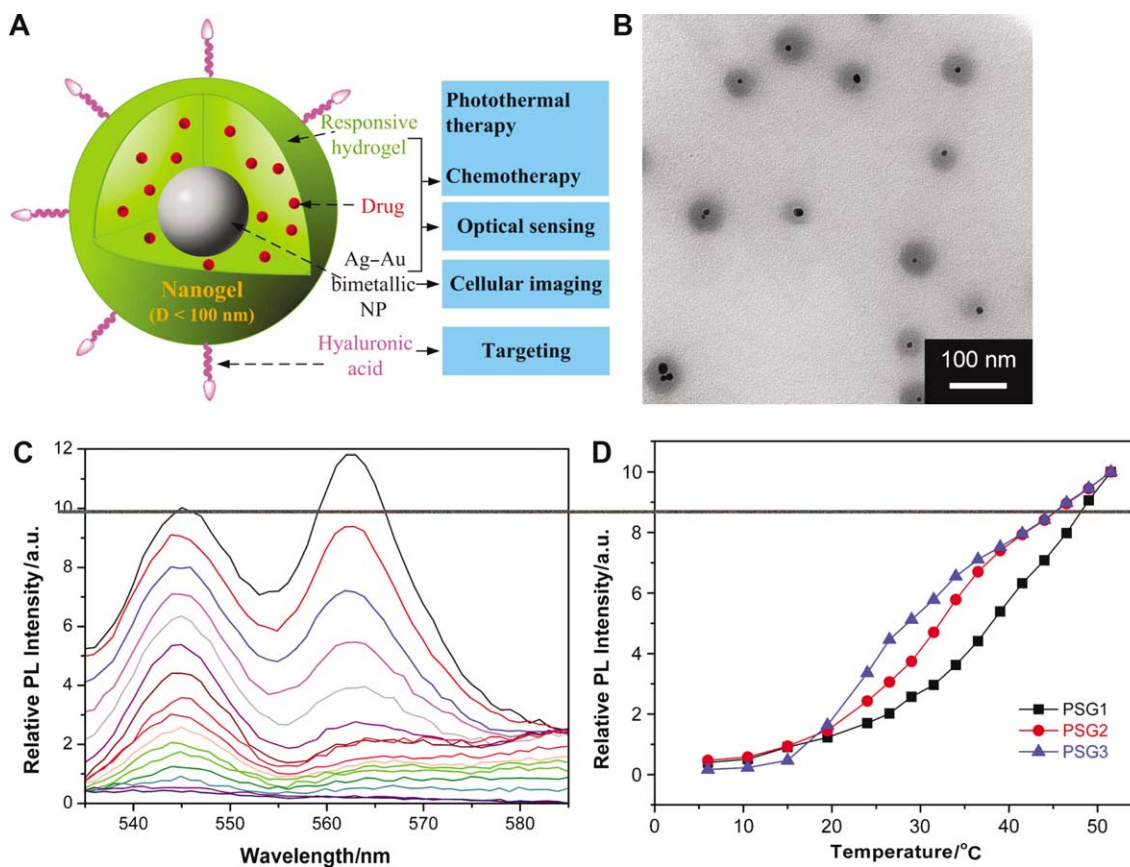 A
Responsive
hydrogel
Drug
Ag–Au
bimetallic
NP
Nanogel
(D < 100 nm)
Hyaluronic
acid
Photothermal
therapy
Chemotherapy
Optical sensing
Cellular imaging
Targeting
B
100 nm
C
12
10
8
6
4
2
0
Relative PL Intensity/a.u.
540
550
560
570
580
Wavelength/nm
D
10
8
6
4
2
0
Relative PL Intensity/a.u.
PSG1
PSG2
PSG3
0
10
20
30
40
50
Temperature/°C